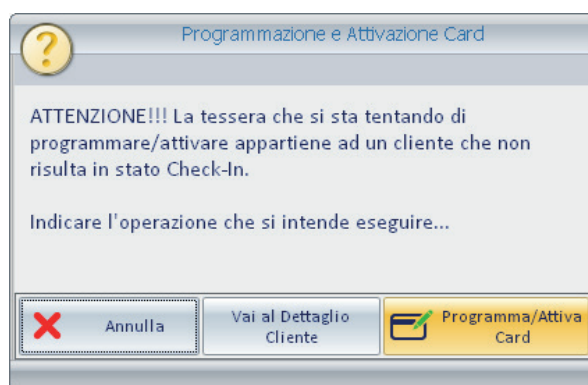 Programmazione e Attivazione Card
ATTENZIONE!!! La tessera che si sta tentando di
programmare/attivare appartiene ad un cliente che non
risulta in stato Check-In.
Indicare l'operazione che si intende eseguire...
Annulla
Vai al Dettaglio
Cliente
Programma/Attiva
Card